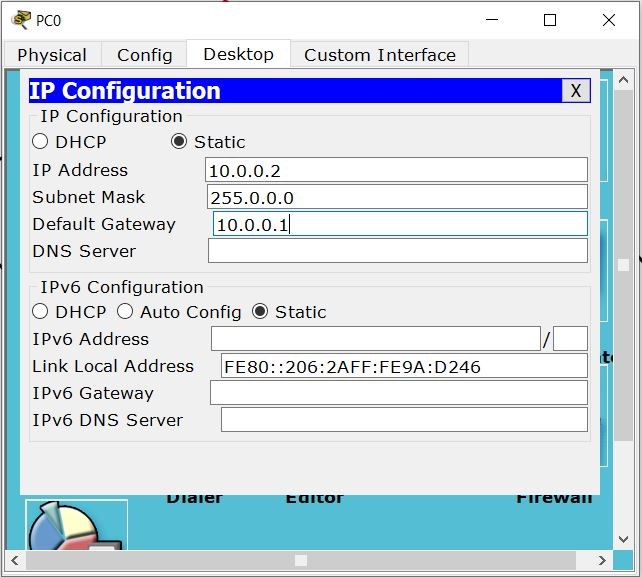 PC0
Physical Config Desktop Custom Interface
IP Configuration X
IP Configuration
DHCP Static
IP Address 10.0.0.2
Subnet Mask 255.0.0.0
Default Gateway 10.0.0.1
DNS Server
IPv6 Configuration
DHCP Auto Config Static
IPv6 Address /
Link Local Address FE80::206:2AFF:FE9A:D246
IPv6 Gateway
IPv6 DNS Server
Dialer Editor Firewall